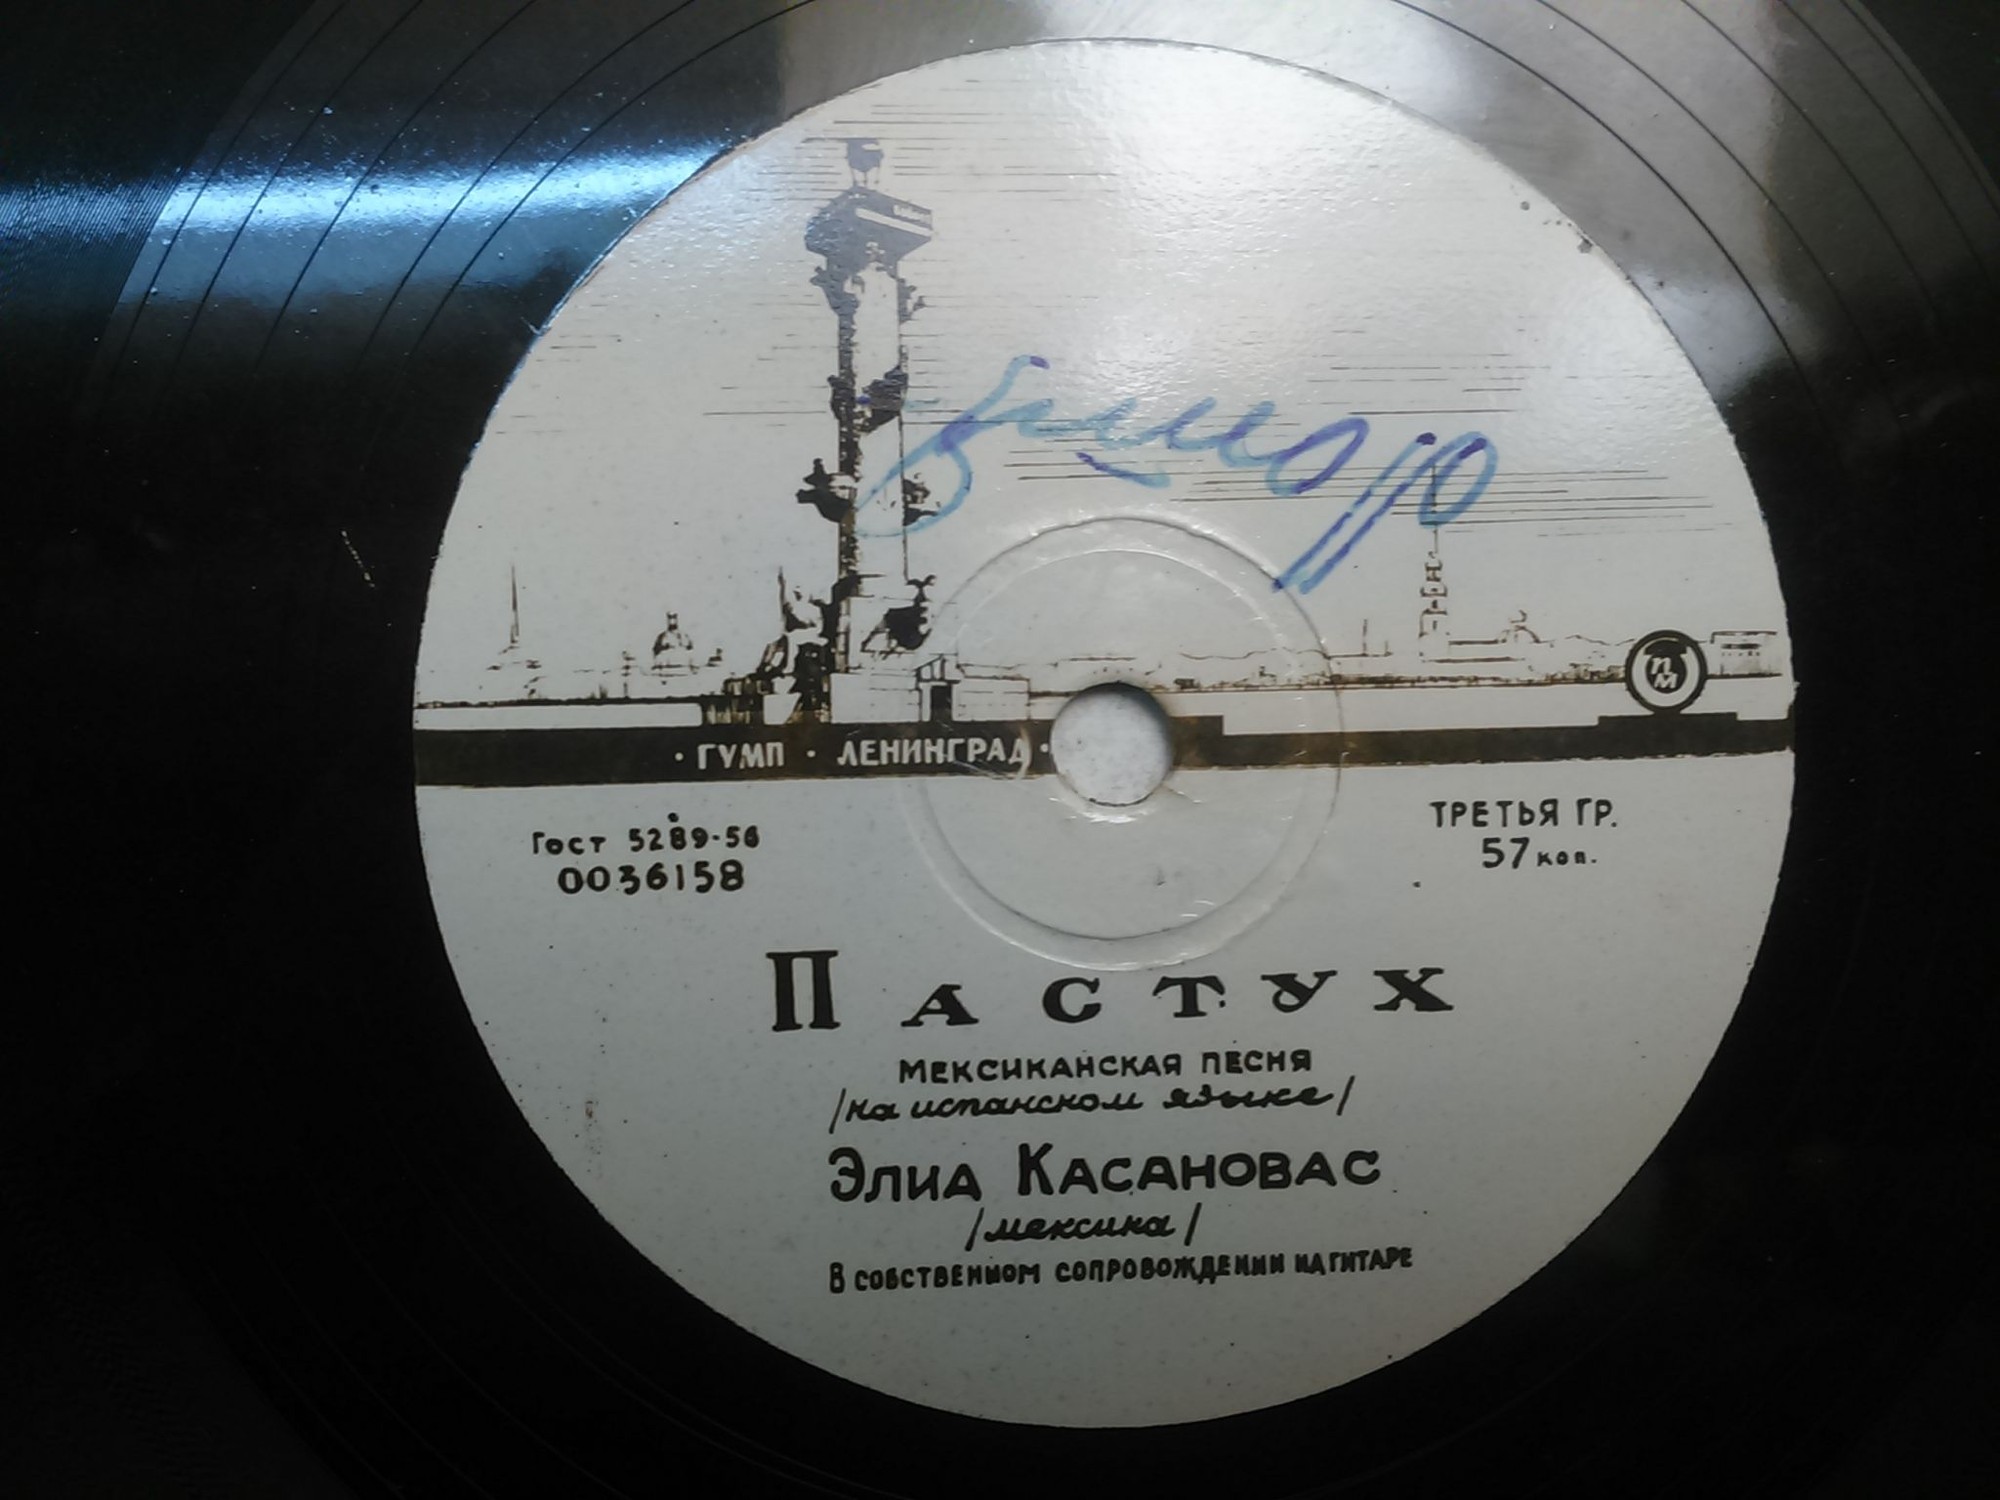 · ГУМП · ЛЕНИНГРАД ·
ПМ
Гост 5289-56
0036158
ТРЕТЬЯ ГР.
57 коп.
ПАСТУХ
МЕКСИКАНСКАЯ ПЕСНЯ
/на испанском языке/
ЭЛИА КАСАНОВАС
/мексика/
В СОБСТВЕННОМ СОПРОВОЖДЕНИИ НА ГИТАРЕ